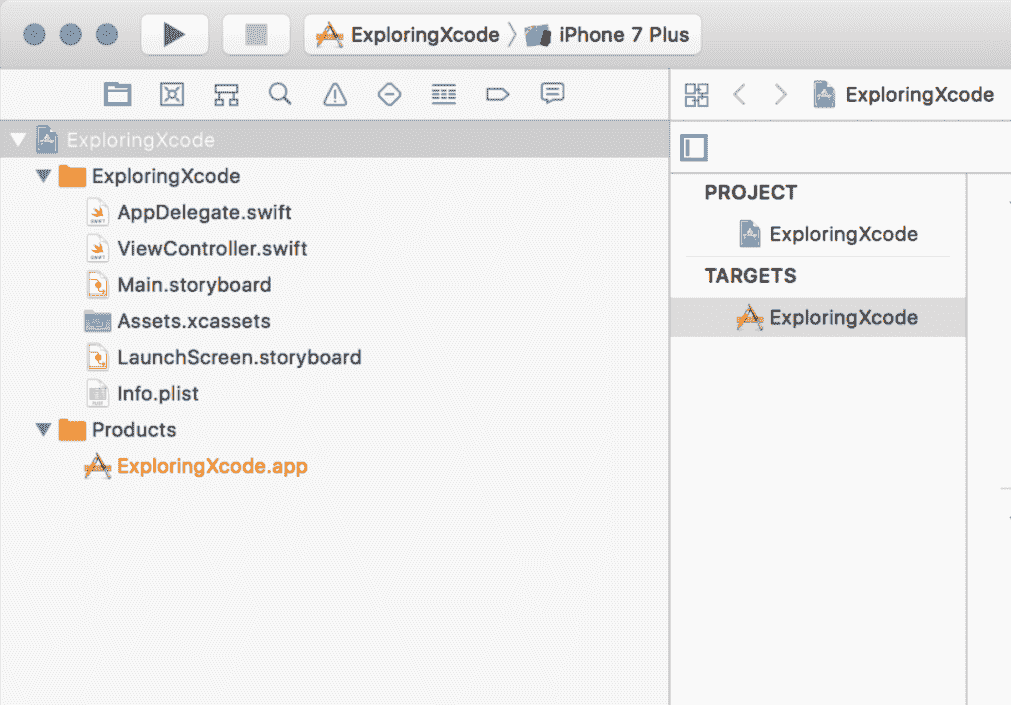 ExploringXcode iPhone 7 Plus
ExploringXcode
ExploringXcode
ExploringXcode
AppDelegate.swift
ViewController.swift
Main.storyboard
Assets.xcassets
LaunchScreen.storyboard
Info.plist
Products
ExploringXcode.app
PROJECT
ExploringXcode
TARGETS
ExploringXcode